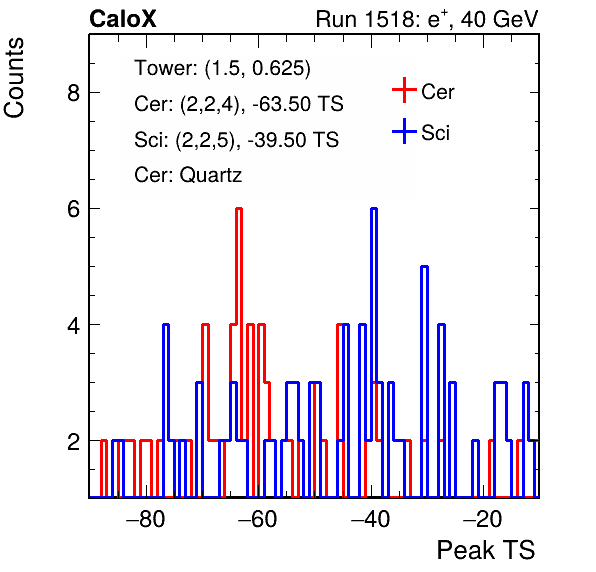 CaloX
Run 1518: e⁺, 40 GeV
Counts
Tower: (1.5, 0.625)
Cer: (2,2,4), -63.50 TS
Sci: (2,2,5), -39.50 TS
Cer: Quartz
Cer
Sci
8
6
4
2
−80 −60 −40 −20
Peak TS